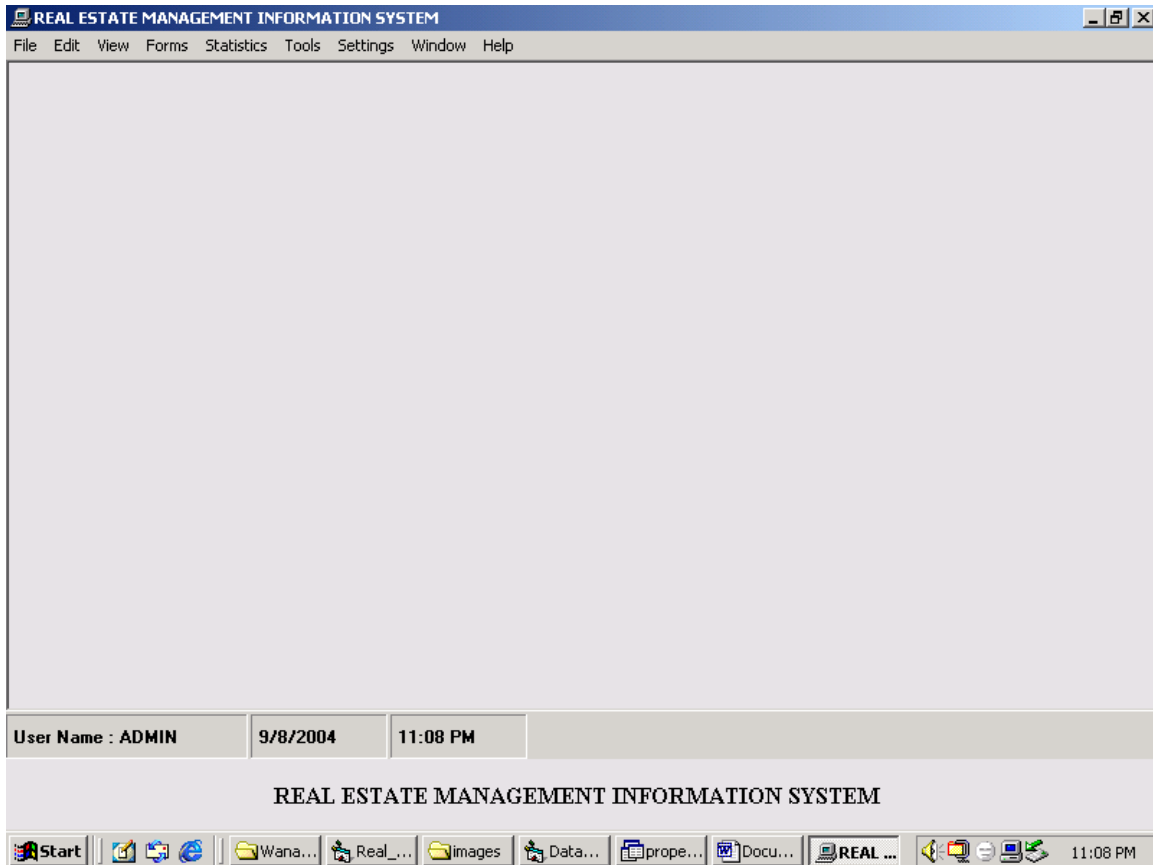 REAL ESTATE MANAGEMENT INFORMATION SYSTEM
File Edit View Forms Statistics Tools Settings Window Help
User Name : ADMIN 9/8/2004 11:08 PM
REAL ESTATE MANAGEMENT INFORMATION SYSTEM
Start Wana... Real_... images Data... prope... Docu... REAL ... 11:08 PM